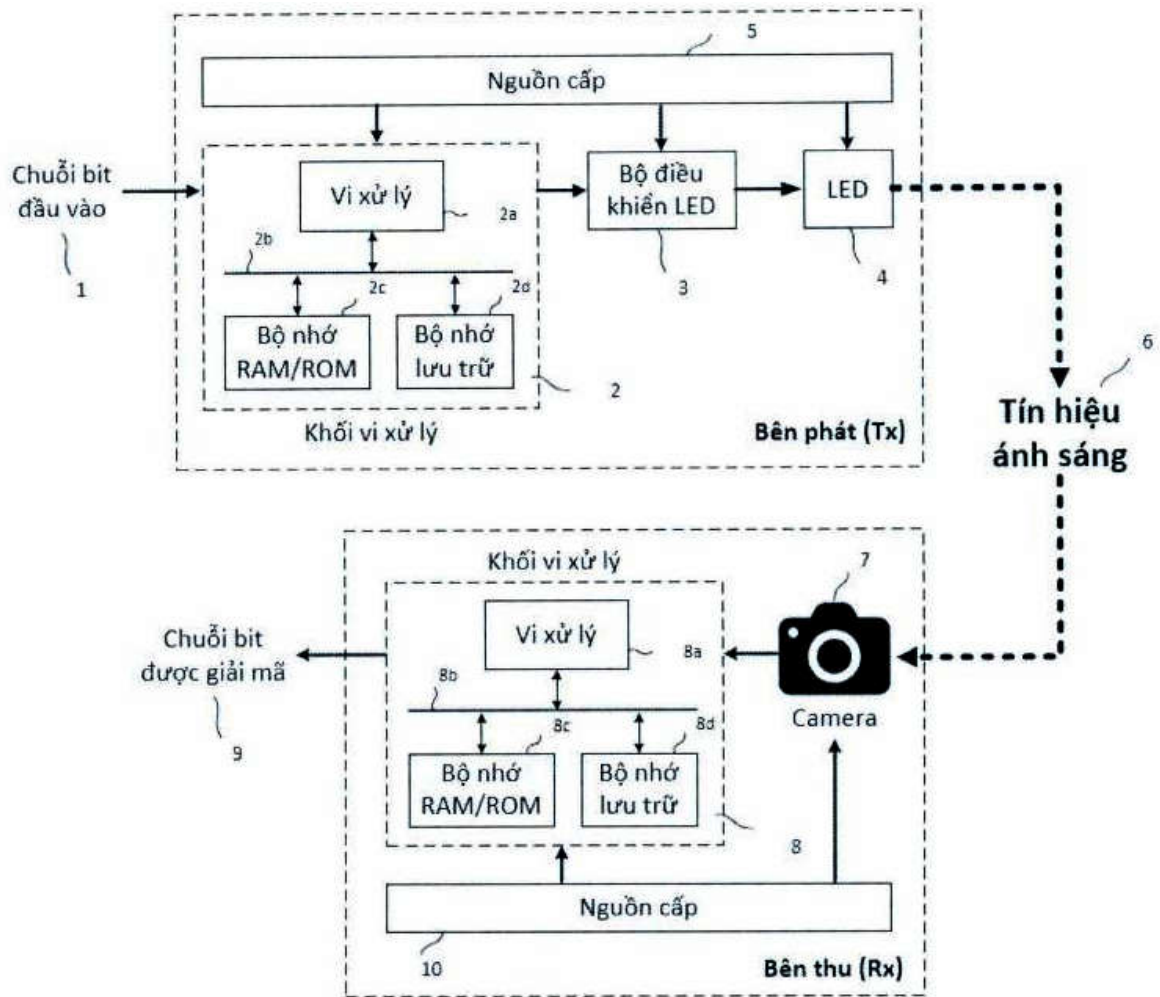 5
Nguồn cấp
Chuỗi bit
đầu vào
1
Vi xử lý
2a
2b
2c
2d
Bộ nhớ
RAM/ROM
Bộ nhớ
lưu trữ
2
Khối vi xử lý
Bộ điều
khiển LED
3
LED
4
Bên phát (Tx)
6
Tín hiệu
ánh sáng
Khối vi xử lý
7
Camera
Vi xử lý
8a
8b
8c
8d
Bộ nhớ
RAM/ROM
Bộ nhớ
lưu trữ
8
Chuỗi bit
được giải mã
9
Nguồn cấp
10
Bên thu (Rx)